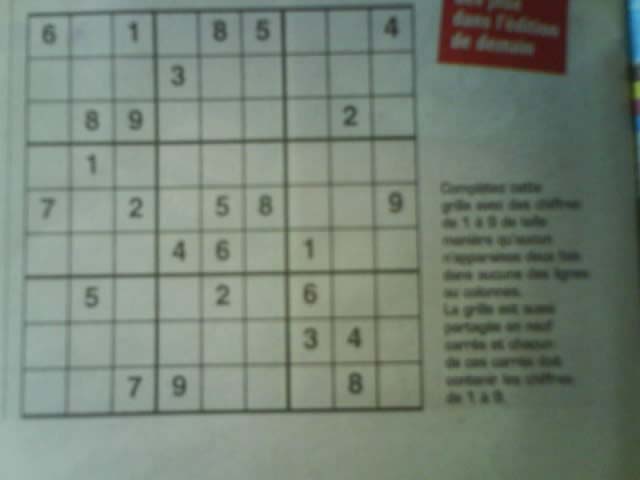 6 1 8 5 4
3
8 9 2
1
7 2 5 8 9
4 6 1
5 2 6
3 4
7 9 8
dans l'édition
de demain
Complétez cette
grille avec des chiffres
de 1 à 9 de telle
manière qu'aucun
n'apparaisse deux fois
dans aucune des lignes
ou colonnes.
La grille est aussi
partagée en neuf
carrés et chacun
de ces carrés doit
contenir les chiffres
de 1 à 9.